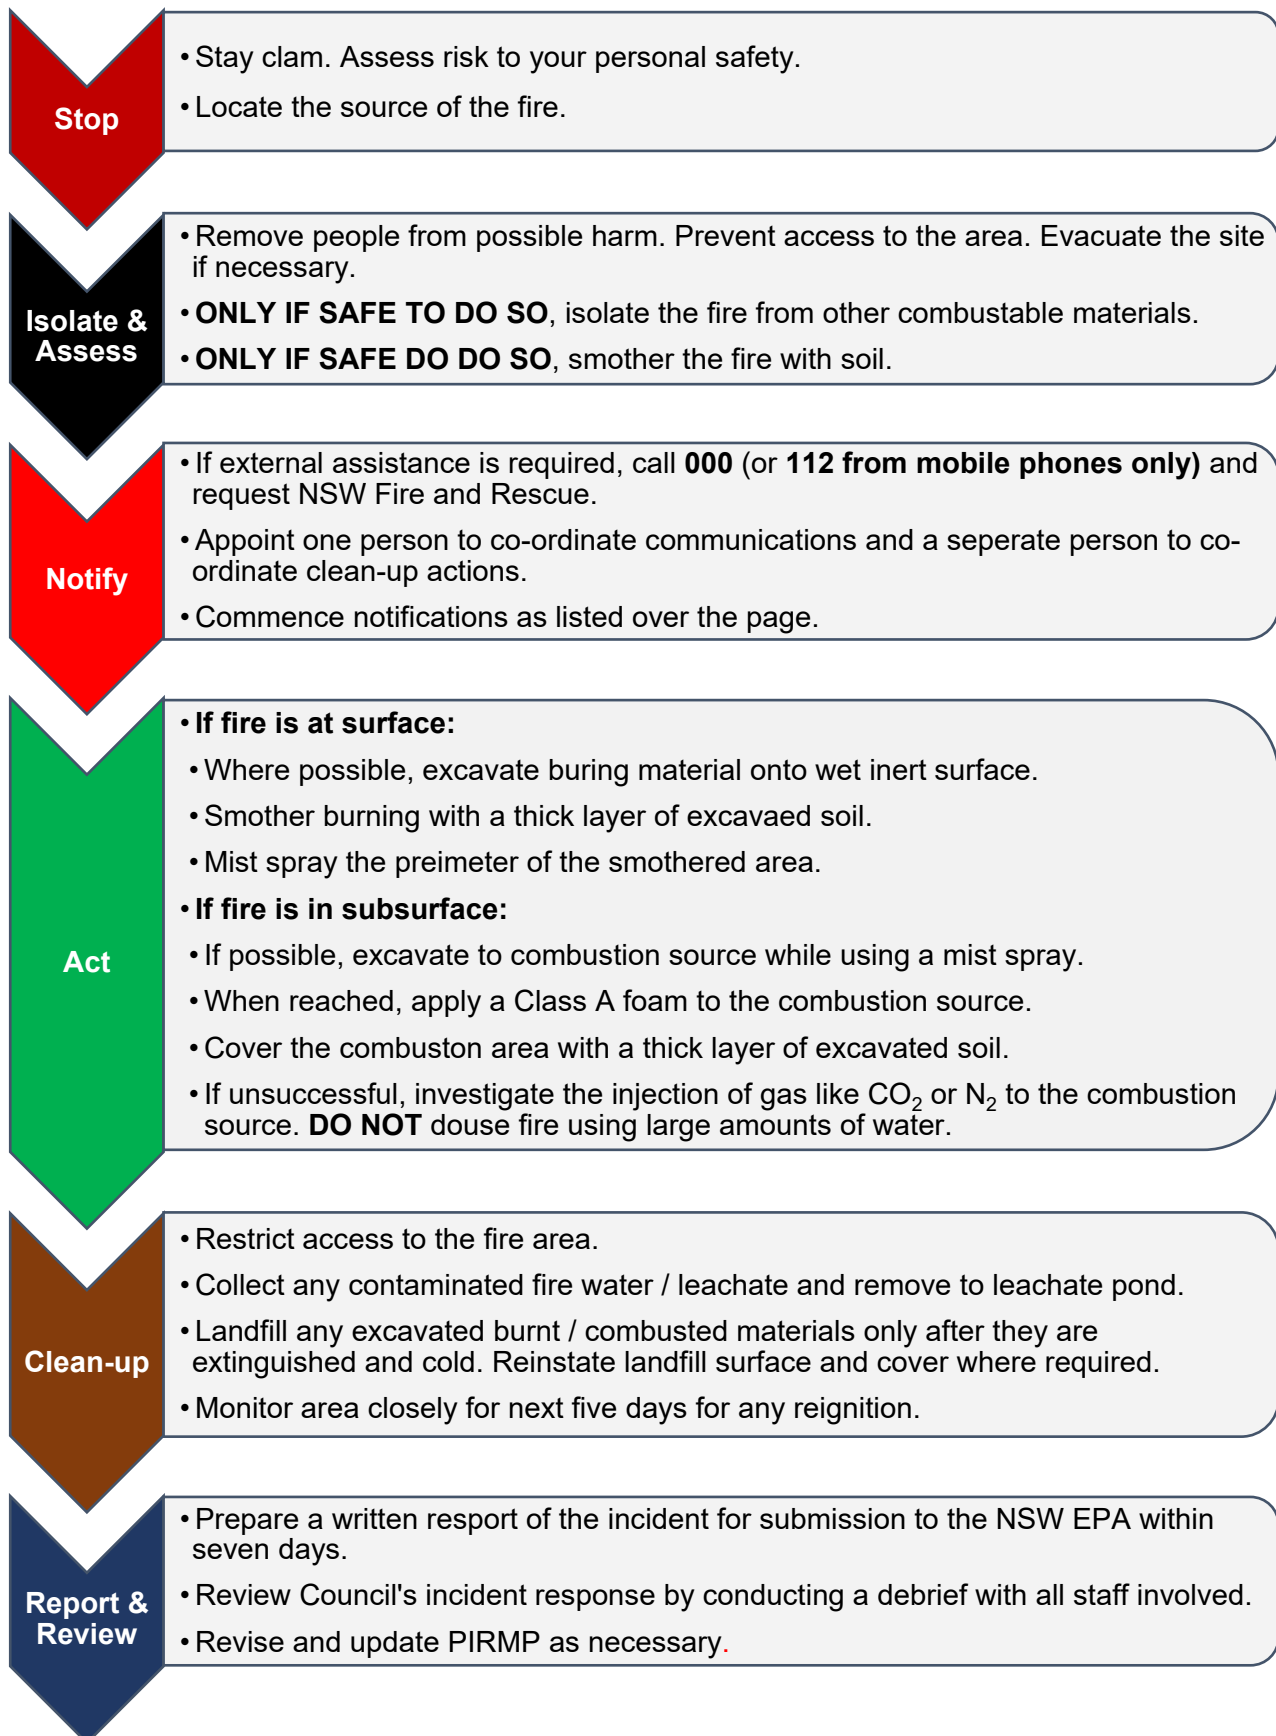 Stop
• Stay clam. Assess risk to your personal safety.
• Locate the source of the fire.
Isolate &
Assess
• Remove people from possible harm. Prevent access to the area. Evacuate the site
if necessary.
• ONLY IF SAFE TO DO SO, isolate the fire from other combustable materials.
• ONLY IF SAFE DO DO SO, smother the fire with soil.
Notify
• If external assistance is required, call 000 (or 112 from mobile phones only) and
request NSW Fire and Rescue.
• Appoint one person to co-ordinate communications and a seperate person to co-
ordinate clean-up actions.
• Commence notifications as listed over the page.
Act
• If fire is at surface:
• Where possible, excavate buring material onto wet inert surface.
• Smother burning with a thick layer of excavaed soil.
• Mist spray the preimeter of the smothered area.
• If fire is in subsurface:
• If possible, excavate to combustion source while using a mist spray.
• When reached, apply a Class A foam to the combustion source.
• Cover the combuston area with a thick layer of excavated soil.
• If unsuccessful, investigate the injection of gas like CO₂ or N₂ to the combustion
source. DO NOT douse fire using large amounts of water.
Clean-up
• Restrict access to the fire area.
• Collect any contaminated fire water / leachate and remove to leachate pond.
• Landfill any excavated burnt / combusted materials only after they are
extinguished and cold. Reinstate landfill surface and cover where required.
• Monitor area closely for next five days for any reignition.
Report &
Review
• Prepare a written resport of the incident for submission to the NSW EPA within
seven days.
• Review Council's incident response by conducting a debrief with all staff involved.
• Revise and update PIRMP as necessary.